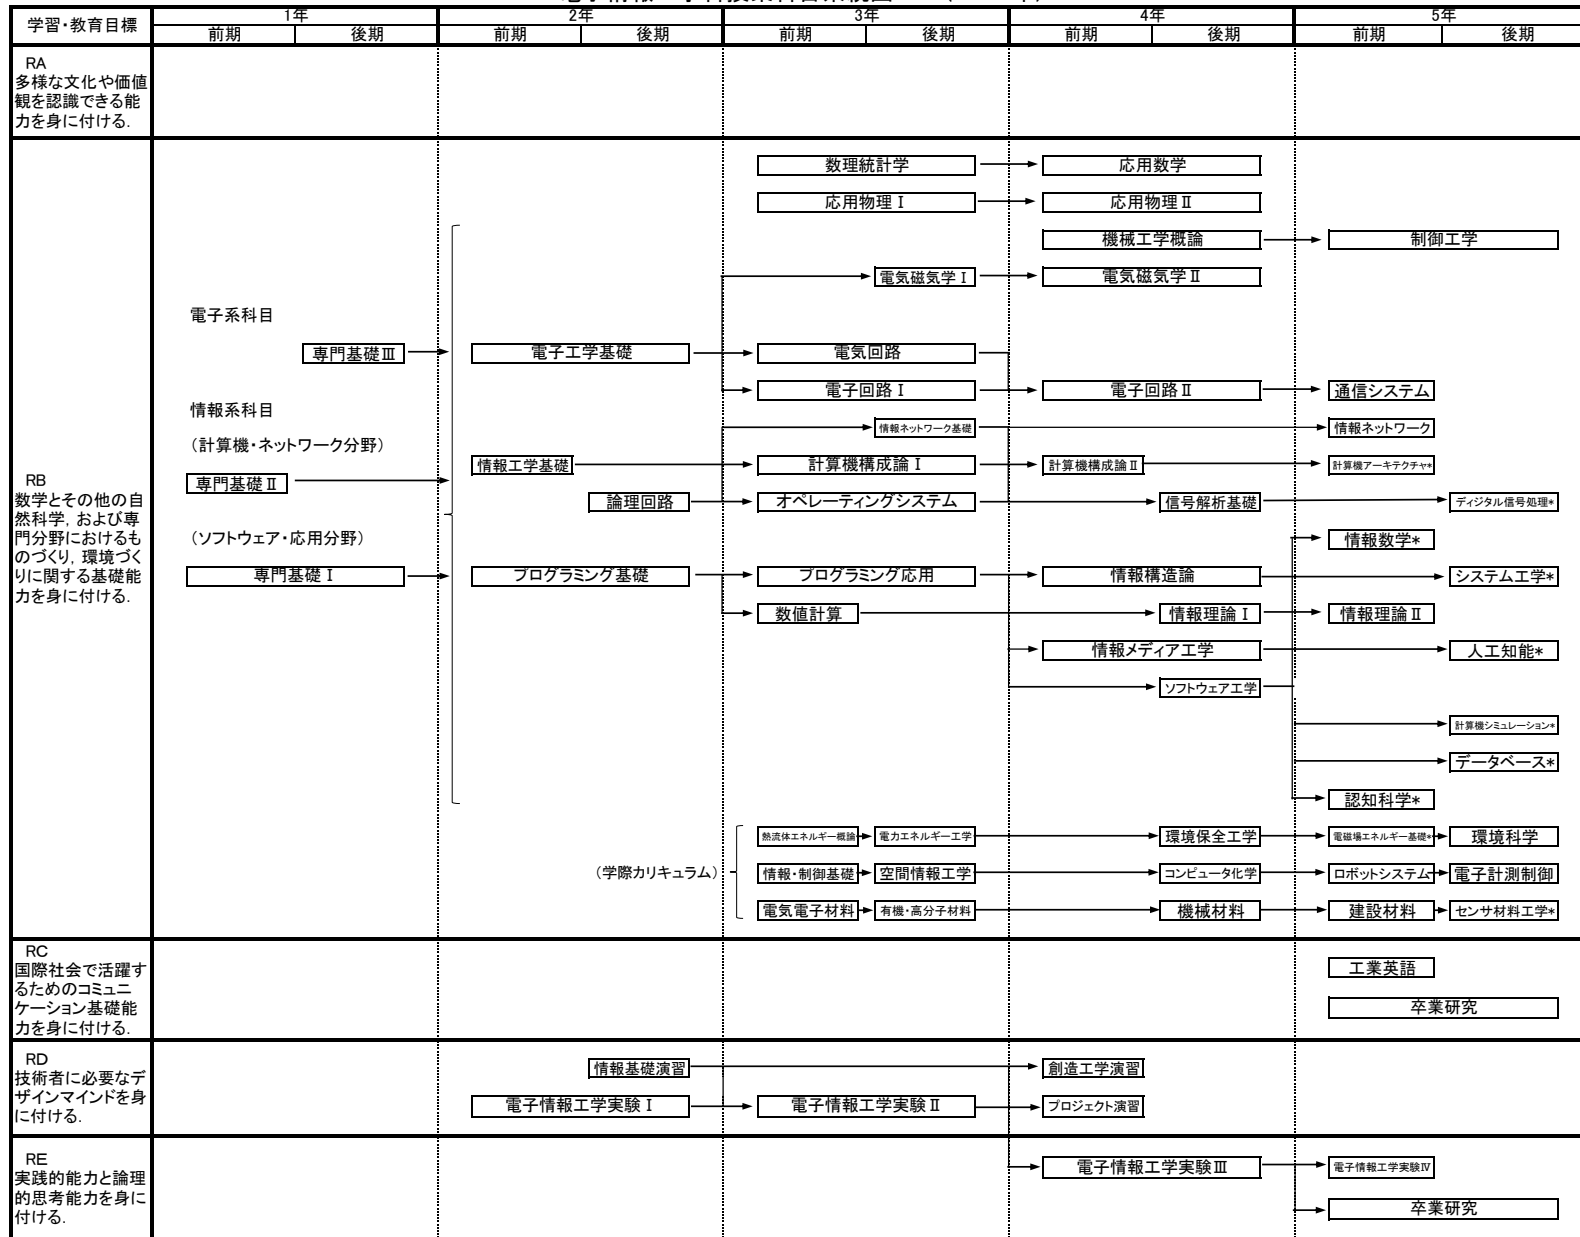 学習・教育目標
1年 2年 3年 4年 5年
前期 後期 前期 後期 前期 後期 前期 後期 前期 後期
RA
多様な文化や価値
観を認識できる能
力を身に付ける.
RB
数学とその他の自
然科学, および専
門分野におけるも
のづくり, 環境づく
りに関する基礎能
力を身に付ける.
数理統計学 応用数学
応用物理Ⅰ 応用物理Ⅱ
機械工学概論 制御工学
電気磁気学Ⅰ 電気磁気学Ⅱ
電子系科目
専門基礎Ⅲ 電子工学基礎 電気回路
電子回路Ⅰ 電子回路Ⅱ 通信システム
情報系科目
情報ネットワーク基礎 情報ネットワーク
(計算機・ネットワーク分野)
情報工学基礎 計算機構成論Ⅰ 計算機構成論Ⅱ 計算機アーキテクチャ*
専門基礎Ⅱ
論理回路 オペレーティングシステム 信号解析基礎 ディジタル信号処理*
(ソフトウェア・応用分野)
情報数学*
専門基礎Ⅰ プログラミング基礎 プログラミング応用 情報構造論 システム工学*
数値計算 情報理論Ⅰ 情報理論Ⅱ
情報メディア工学 人工知能*
ソフトウェア工学
計算機シミュレーション*
データベース*
認知科学*
熱流体エネルギー概論 電力エネルギー工学 環境保全工学 電磁場エネルギー基礎* 環境科学
(学際カリキュラム)
情報・制御基礎 空間情報工学 コンピュータ化学 ロボットシステム 電子計測制御
電気電子材料 有機・高分子材料 機械材料 建設材料 センサ材料工学*
RC
国際社会で活躍す
るためのコミュニ
ケーション基礎能
力を身に付ける.
工業英語
卒業研究
RD
技術者に必要なデ
ザインマインドを身
に付ける.
情報基礎演習 創造工学演習
電子情報工学実験Ⅰ 電子情報工学実験Ⅱ プロジェクト演習
RE
実践的能力と論理
的思考能力を身に
付ける.
電子情報工学実験Ⅲ 電子情報工学実験Ⅳ
卒業研究